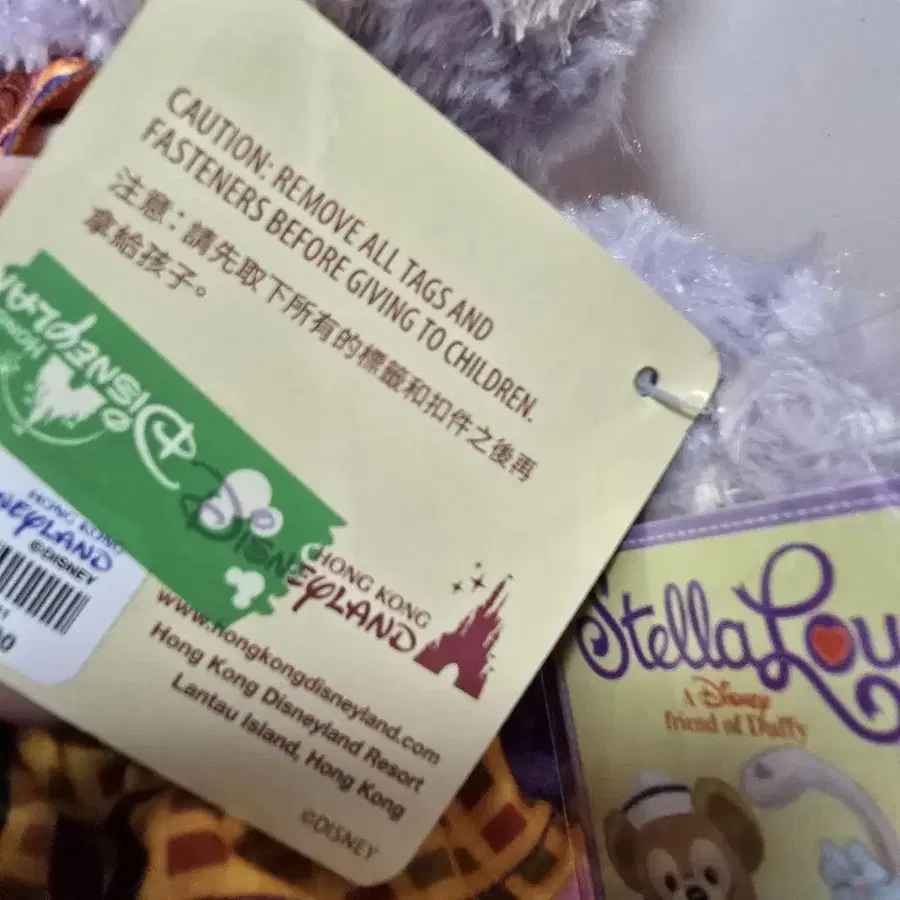 CAUTION: REMOVE ALL TAGS AND
FASTENERS BEFORE GIVING TO CHILDREN.
注意：請先取下所有的標籤和扣件之後再
拿給孩子。
HONG KONG
DISNEYLAND
www.hongkongdisneyland.com
Hong Kong Disneyland Resort
Lantau Island, Hong Kong
©DISNEY
HONG KONG
©DISNEY
StellaLou
A Disney
friend of Duffy